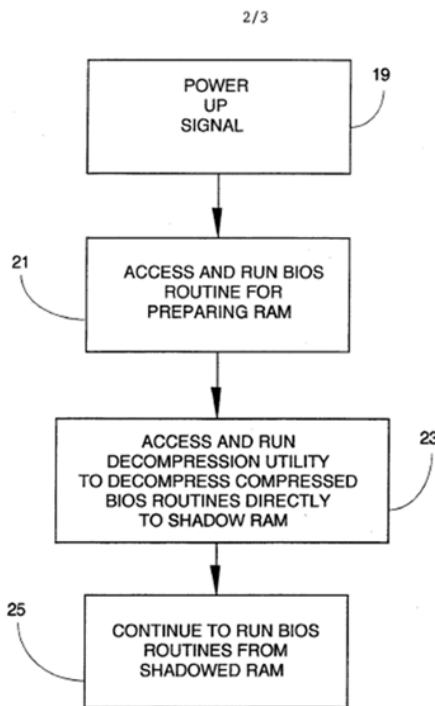 2/3
POWER
UP
SIGNAL
19
21
ACCESS AND RUN BIOS
ROUTINE FOR
PREPARING RAM
ACCESS AND RUN
DECOMPRESSION UTILITY
TO DECOMPRESS COMPRESSED
BIOS ROUTINES DIRECTLY
TO SHADOW RAM
23
25
CONTINUE TO RUN BIOS
ROUTINES FROM
SHADOWED RAM